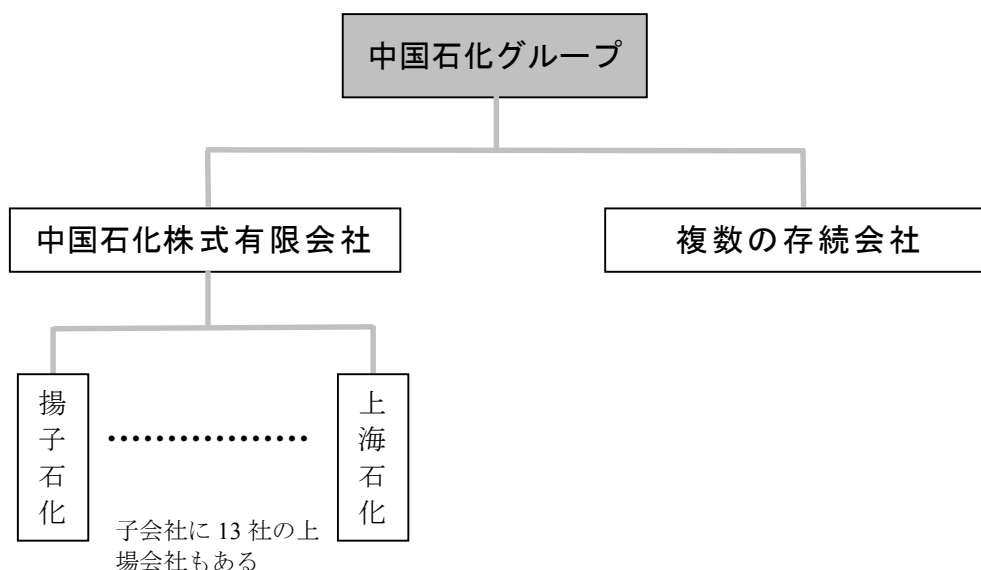 中国石化グループ
中国石化株式有限会社
複数の存続会社
揚子石化
上海石化
子会社に 13 社の上
場会社もある